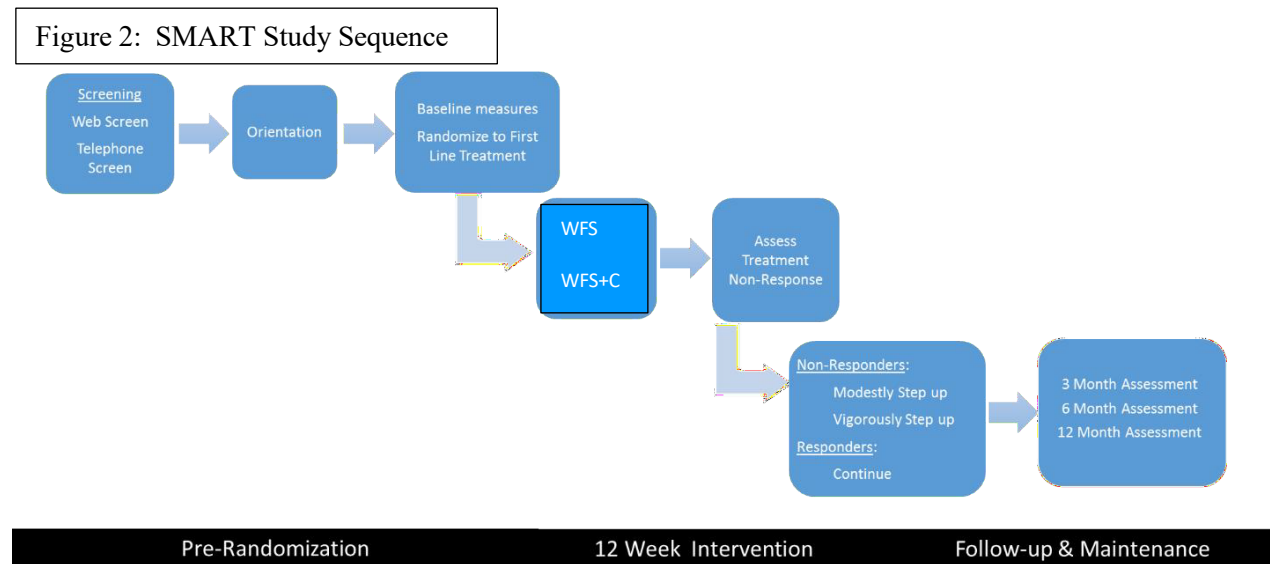 Figure 2:  SMART Study Sequence
Screening
Web Screen
Telephone
Screen
Orientation
Baseline measures
Randomize to First
Line Treatment
WFS
WFS+C
Assess
Treatment
Non-Response
Non-Responders:
Modestly Step up
Vigorously Step up
Responders:
Continue
3 Month Assessment
6 Month Assessment
12 Month Assessment
Pre-Randomization
12 Week Intervention
Follow-up & Maintenance